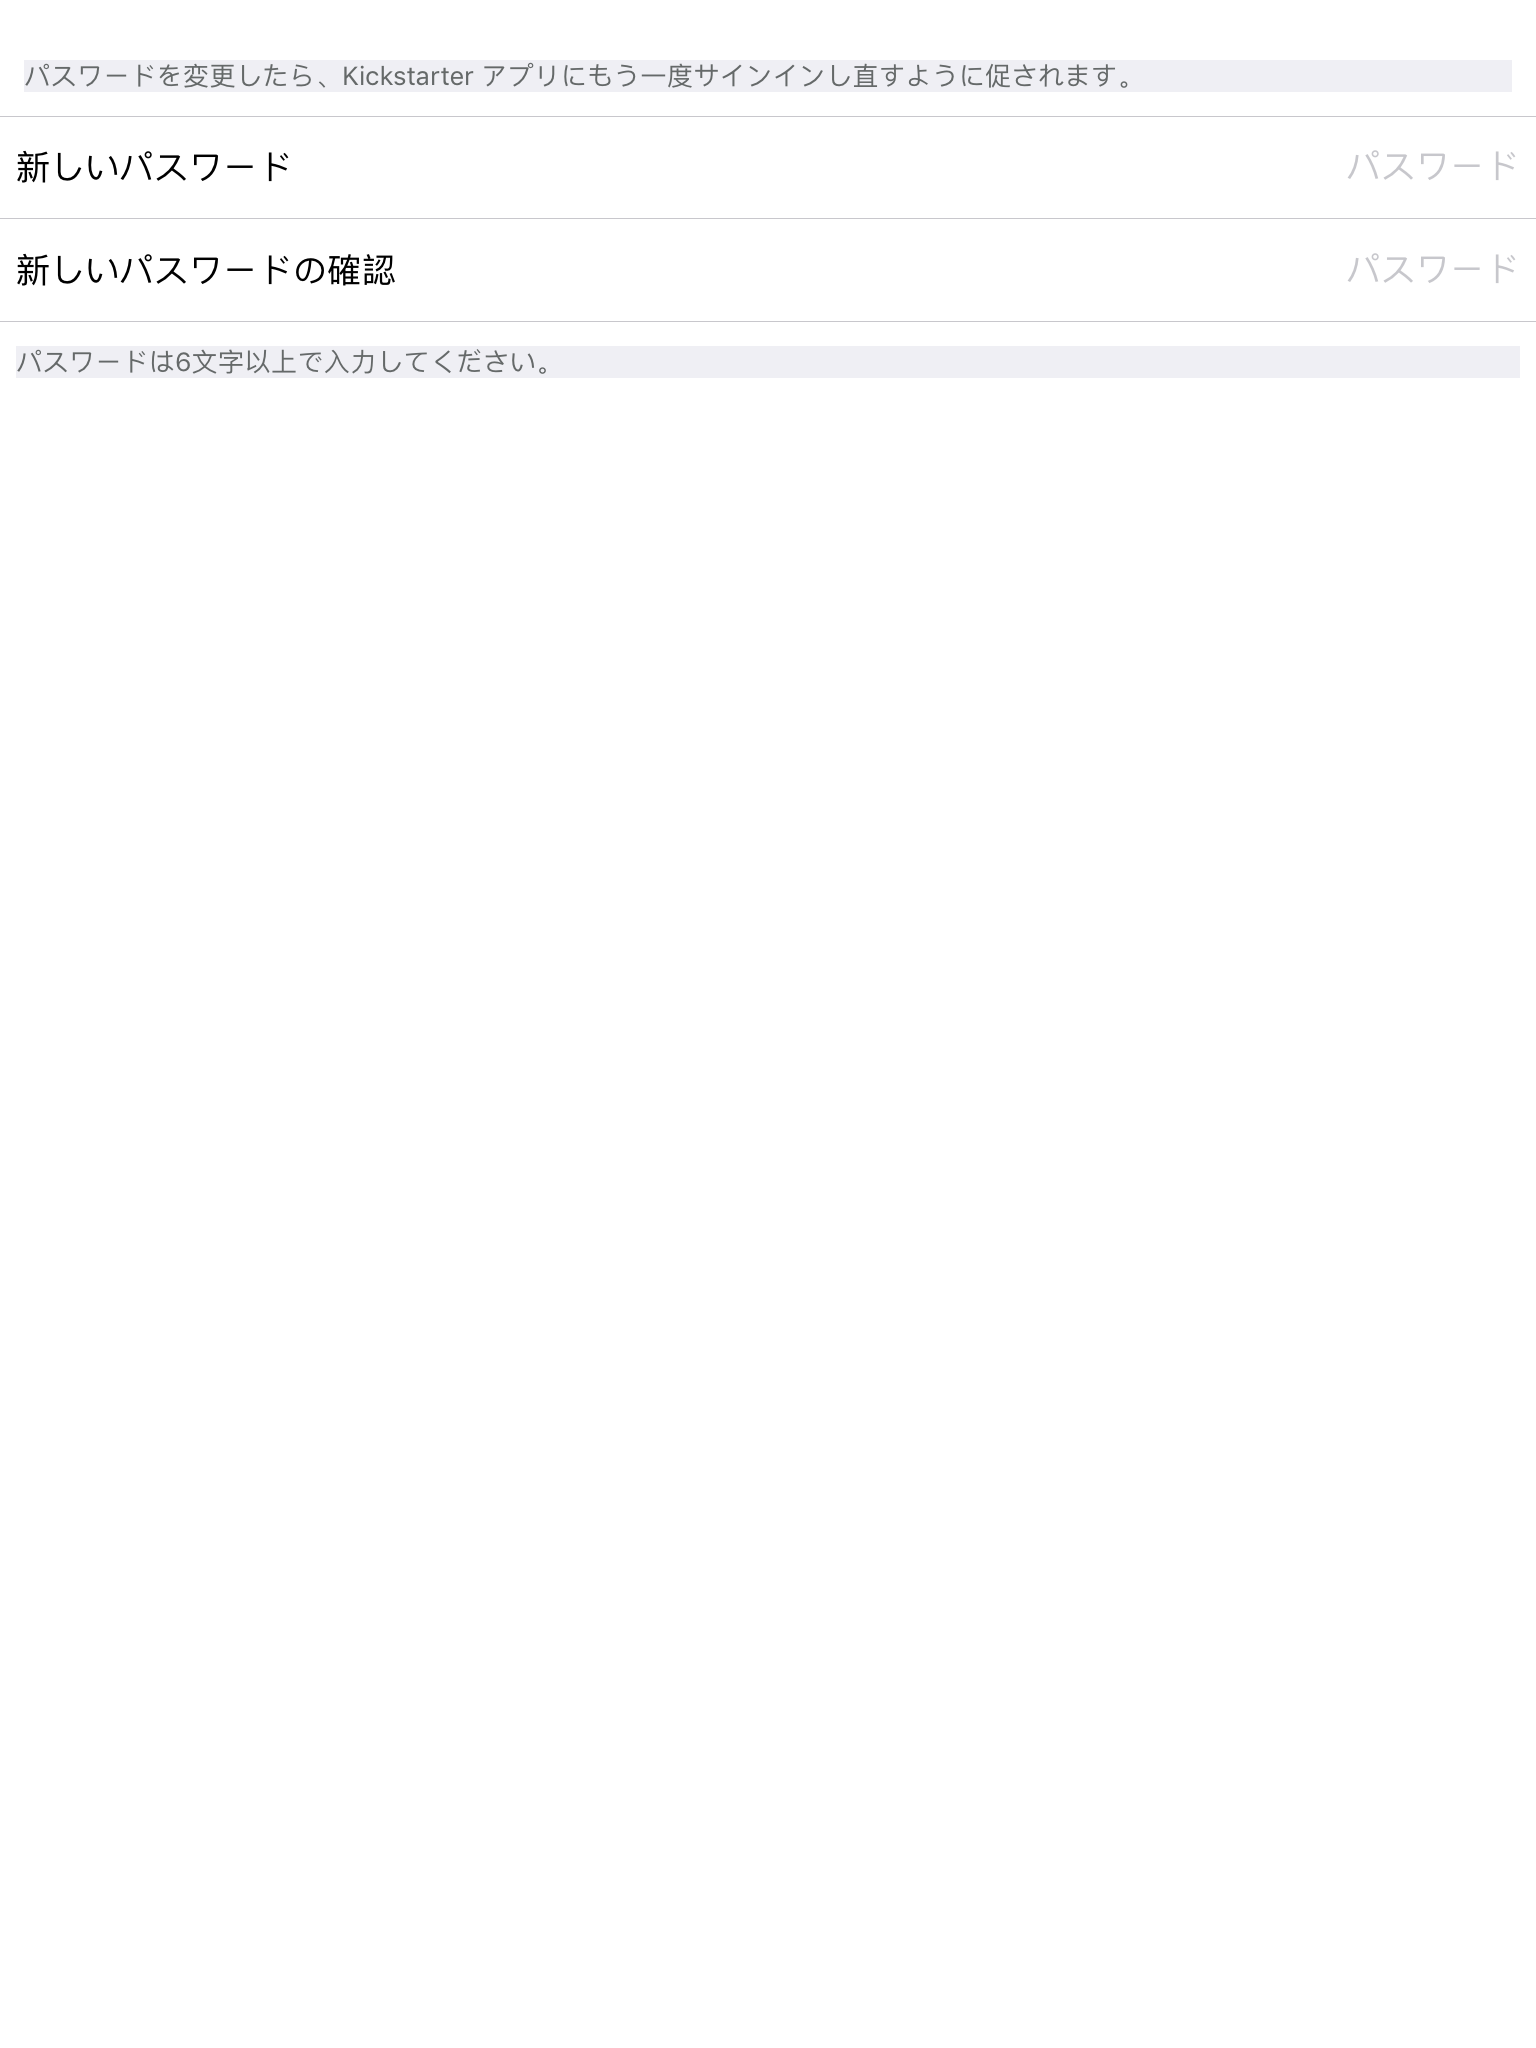 パスワードを変更したら、Kickstarter アプリにもう一度サインインし直すように促されます。
新しいパスワード パスワード
新しいパスワードの確認 パスワード
パスワードは6文字以上で入力してください。